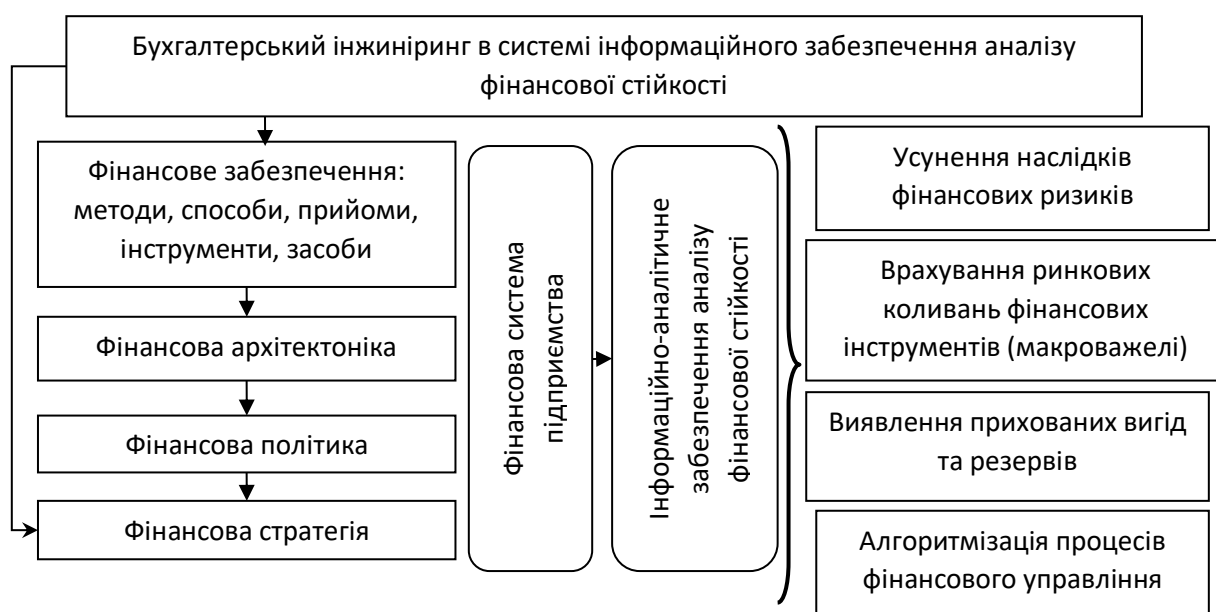 Бухгалтерський інжиніринг в системі інформаційного забезпечення аналізу
фінансової стійкості
Фінансове забезпечення:
методи, способи, прийоми,
інструменти, засоби
Фінансова архітектоніка
Фінансова політика
Фінансова стратегія
Фінансова система
підприємства
Інформаційно-аналітичне
забезпечення аналізу
фінансової стійкості
Усунення наслідків
фінансових ризиків
Врахування ринкових
коливань фінансових
інструментів (макроважелі)
Виявлення прихованих вигід
та резервів
Алгоритмізація процесів
фінансового управління